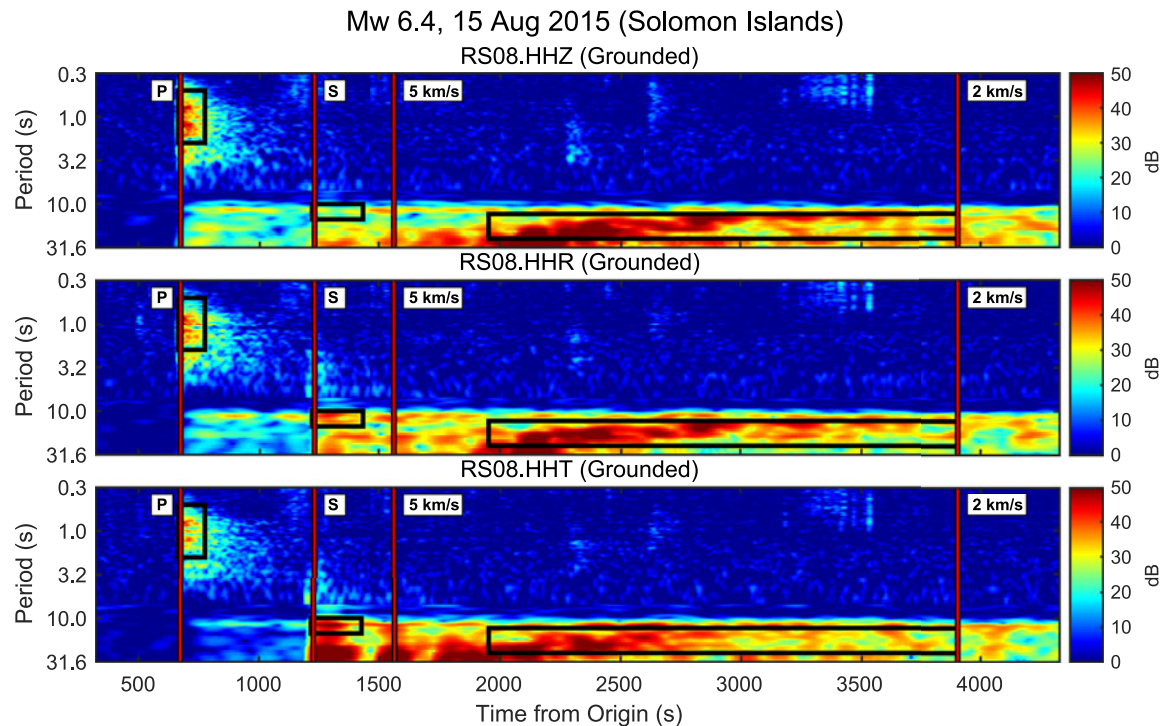 Mw 6.4, 15 Aug 2015 (Solomon Islands)
RS08.HHZ (Grounded)
P
S
5 km/s
2 km/s
0.3
1.0
3.2
10.0
31.6
Period (s)
50
40
30
20
10
0
dB
RS08.HHR (Grounded)
P
S
5 km/s
2 km/s
0.3
1.0
3.2
10.0
31.6
Period (s)
50
40
30
20
10
0
dB
RS08.HHT (Grounded)
P
S
5 km/s
2 km/s
0.3
1.0
3.2
10.0
31.6
Period (s)
50
40
30
20
10
0
dB
500 1000 1500 2000 2500 3000 3500 4000
Time from Origin (s)